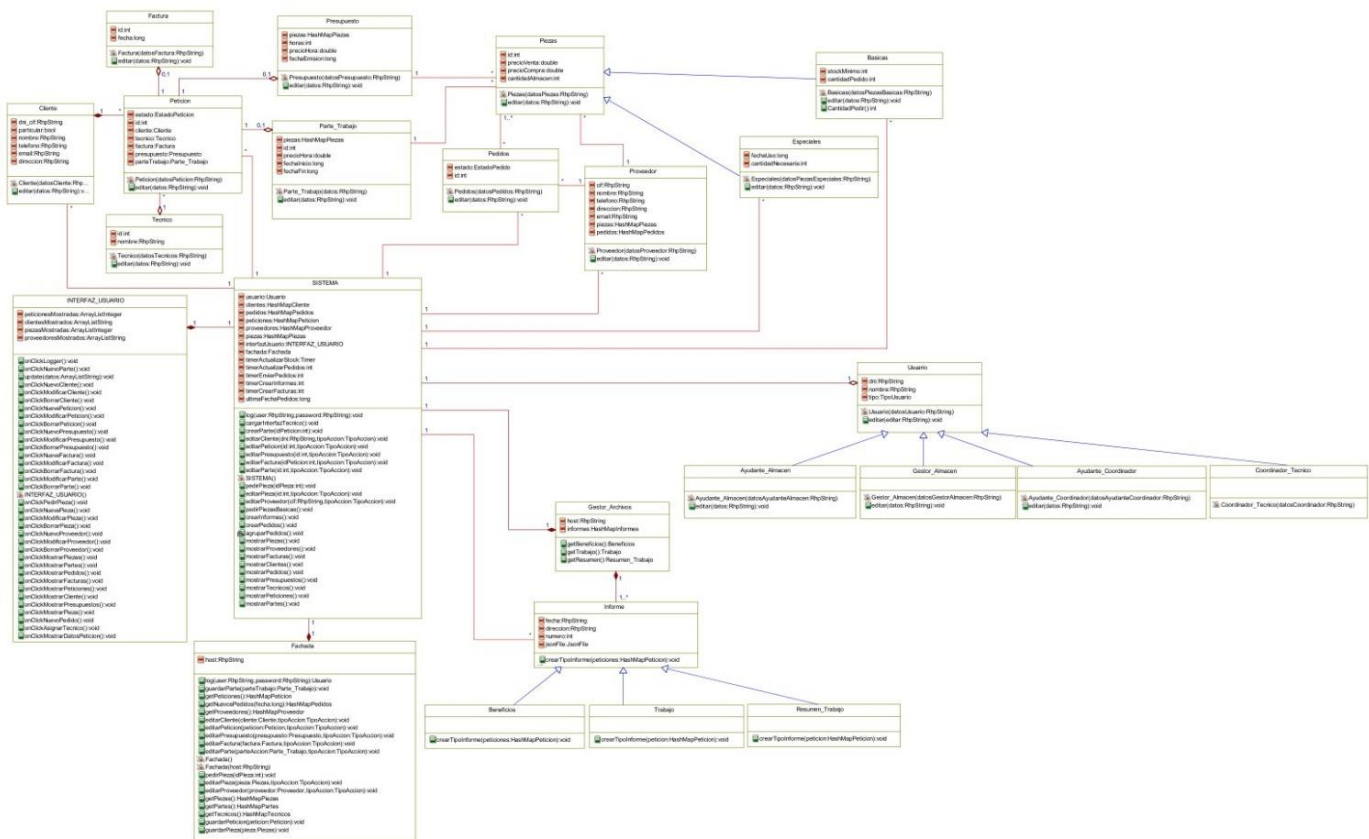 Factura
id:int
fecha:long
Factura(datosFactura:RhpString)
editar(datos:RhpString):void
Presupuesto
piezas:HashMapPiezas
horas:int
precioHora:double
fechaEmision:long
Presupuesto(datosPresupuesto:RhpString)
editar(datos:RhpString):void
Piezas
id:int
precioVenta:double
precioCompra:double
cantidadAlmacen:int
Piezas(datosPiezas:RhpString)
editar(datos:RhpString):void
Basicas
stockMinimo:int
cantidadPedido:int
Basicas(datosPiezasBasicas:RhpString)
editar(datos:RhpString):void
CantidadPedir():int
Cliente
dni_cif:RhpString
particular:bool
nombre:RhpString
telefono:RhpString
email:RhpString
direccion:RhpString
Cliente(datosCliente:Rhp...
editar(datos:RhpString):v...
Peticion
estado:EstadoPeticion
id:int
cliente:Cliente
tecnico:Tecnico
factura:Factura
presupuesto:Presupuesto
parteTrabajo:Parte_Trabajo
Peticion(datosPeticion:RhpString)
editar(datos:RhpString):void
Parte_Trabajo
piezas:HashMapPiezas
id:int
precioHora:double
fechaInicio:long
fechaFin:long
Parte_Trabajo(datos:RhpString)
editar(datos:RhpString):void
Pedidos
estado:EstadoPedido
id:int
Pedidos(datosPedidos:RhpString)
editar(datos:RhpString):void
Proveedor
cif:RhpString
nombre:RhpString
telefono:RhpString
direccion:RhpString
email:RhpString
piezas:HashMapPiezas
pedidos:HashMapPedidos
Proveedor(datosProveedor:RhpString)
editar(datos:RhpString):void
Especiales
fechaUso:long
cantidadNecesaria:int
Especiales(datosPiezasEspeciales:RhpString)
editar(datos:RhpString):void
Tecnico
id:int
nombre:RhpString
Tecnico(datosTecnicos:RhpString)
editar(datos:RhpString):void
INTERFAZ_USUARIO
peticionesMostradas:ArrayListInteger
clientesMostrados:ArrayListString
piezasMostradas:ArrayListInteger
proveedoresMostrados:ArrayListString
onClickLogger():void
onClickNuevoParte():void
update(datos:ArrayListString):void
onClickNuevoCliente():void
onClickModificarCliente():void
onClickBorrarCliente():void
onClickNuevaPeticion():void
onClickModificarPeticion():void
onClickBorrarPeticion():void
onClickNuevoPresupuesto():void
onClickModificarPresupuesto():void
onClickBorrarPresupuesto():void
onClickNuevaFactura():void
onClickModificarFactura():void
onClickBorrarFactura():void
onClickModificarParte():void
onClickBorrarParte():void
INTERFAZ_USUARIO()
onClickPedirPieza():void
onClickNuevaPieza():void
onClickModificarPieza():void
onClickBorrarPieza():void
onClickNuevoProveedor():void
onClickModificarProveedor():void
onClickBorrarProveedor():void
onClickMostrarPiezas():void
onClickMostrarPartes():void
onClickMostrarPedidos():void
onClickMostrarFacturas():void
onClickMostrarPeticiones():void
onClickMostrarCliente():void
onClickMostrarPresupuestos():void
onClickMostrarPieza():void
onClickNuevoPedido():void
onClickAsignarTecnico():void
onClickMostrarDatosPeticion():void
SISTEMA
usuario:Usuario
clientes:HashMapCliente
pedidos:HashMapPedidos
peticiones:HashMapPeticion
proveedores:HashMapProveedor
piezas:HashMapPiezas
interfazUsuario:INTERFAZ_USUARIO
fachada:Fachada
timerActualizarStock:Timer
timerActualizarPedidos:int
timerEnviarPedidos:int
timerCrearInformes:int
timerCrearFacturas:int
ultimaFechaPedidos:long
log(user:RhpString,password:RhpString):void
cargarInterfazTecnico():void
crearParte(idPeticion:int):void
editarCliente(dni:RhpString,tipoAccion:TipoAccion):void
editarPeticion(id:int,tipoAccion:TipoAccion):void
editarPresupuesto(id:int,tipoAccion:TipoAccion):void
editarFactura(idPeticion:int,tipoAccion:TipoAccion):void
editarParte(id:int,tipoAccion:TipoAccion):void
SISTEMA()
pedirPieza(idPieza:int):void
editarPieza(id:int,tipoAccion:TipoAccion):void
editarProveedor(cif:RhpString,tipoAccion:TipoAccion):void
pedirPiezasBasicas():void
crearInformes():void
crearPedidos():void
agruparPedidos():void
mostrarPiezas():void
mostrarProveedores():void
mostrarFacturas():void
mostrarClientes():void
mostrarPedidos():void
mostrarPresupuestos():void
mostrarTecnicos():void
mostrarPeticiones():void
mostrarPartes():void
Usuario
dni:RhpString
nombre:RhpString
tipo:TipoUsuario
Usuario(datosUsuario:RhpString)
editar(editar:RhpString):void
Ayudante_Almacen
Ayudante_Almacen(datosAyudanteAlmacen:RhpString)
editar(datos:RhpString):void
Gestor_Almacen
Gestor_Almacen(datosGestorAlmacen:RhpString)
editar(datos:RhpString):void
Ayudante_Coordinador
Ayudante_Coordinador(datosAyudanteCoordinador:RhpString)
editar(datos:RhpString):void
Coordinador_Tecnico
Coordinador_Tecnico(datosCoordinador:RhpString)
Gestor_Archivos
host:RhpString
informes:HashMapInformes
getBeneficios():Beneficios
getTrabajo():Trabajo
getResumen():Resumen_Trabajo
Informe
fecha:RhpString
direccion:RhpString
numero:int
jsonFile:JsonFile
crearTipoInforme(peticiones:HashMapPeticion):void
Beneficios
crearTipoInforme(peticiones:HashMapPeticion):void
Trabajo
crearTipoInforme(peticion:HashMapPeticion):void
Resumen_Trabajo
crearTipoInforme(peticion:HashMapPeticion):void
Fachada
host:RhpString
log(user:RhpString,password:RhpString):Usuario
guardarParte(parteTrabajo:Parte_Trabajo):void
getPeticiones():HashMapPeticion
getNuevosPedidos(fecha:long):HashMapPedidos
getProveedores():HashMapProveedor
editarCliente(cliente:Cliente,tipoAccion:TipoAccion):void
editarPeticion(peticion:Peticion,tipoAccion:TipoAccion):void
editarPresupuesto(presupuesto:Presupuesto,tipoAccion:TipoAccion):void
editarFactura(factura:Factura,tipoAccion:TipoAccion):void
editarParte(parteAccion:Parte_Trabajo,tipoAccion:TipoAccion):void
Fachada()
Fachada(host:RhpString)
pedirPieza(idPieza:int):void
editarPieza(pieza:Piezas,tipoAccion:TipoAccion):void
editarProveedor(proveedor:Proveedor,tipoAccion:TipoAccion):void
getPiezas():HashMapPiezas
getPartes():HashMapPartes
getTecnicos():HashMapTecnicos
guardarPeticion(peticion:Peticion):void
guardarPieza(pieza:Piezas):void